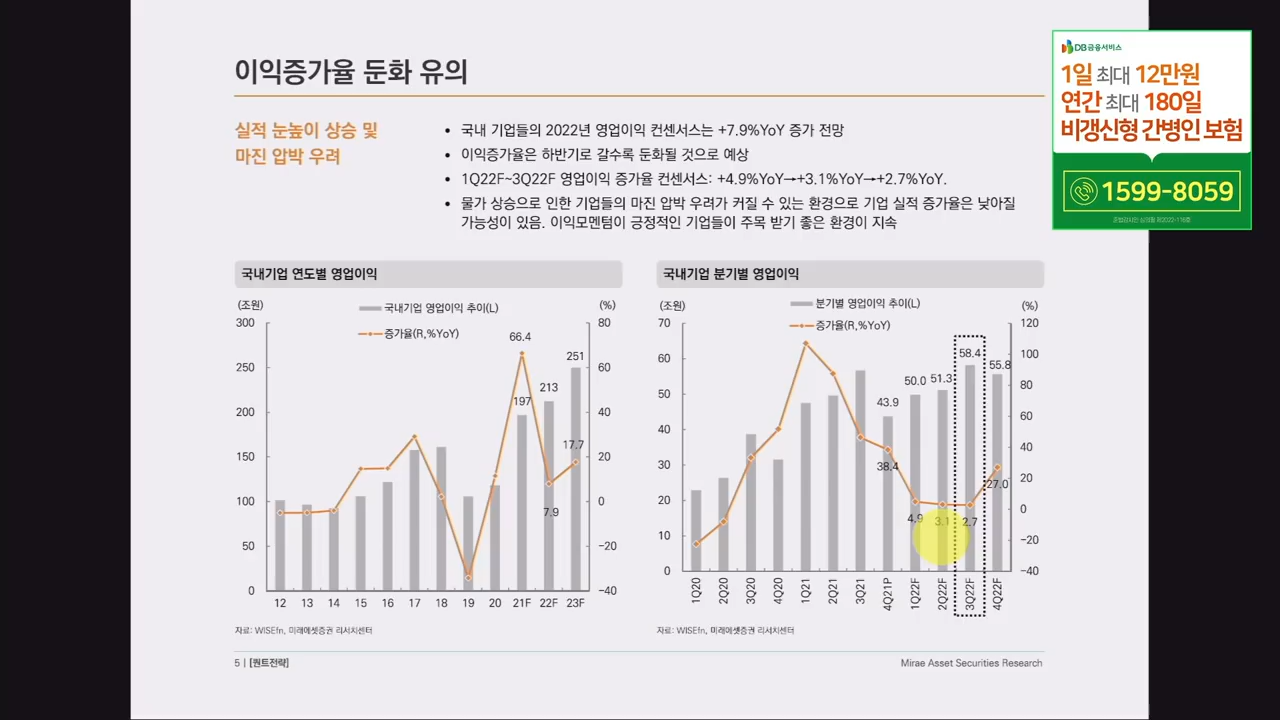 이익증가율 둔화 유의
실적 눈높이 상승 및
마진 압박 우려
• 국내 기업들의 2022년 영업이익 컨센서스는 +7.9%YoY 증가 전망
• 이익증가율은 하반기로 갈수록 둔화될 것으로 예상
• 1Q22F~3Q22F 영업이익 증가율 컨센서스: +4.9%YoY→+3.1%YoY→+2.7%YoY.
• 물가 상승으로 인한 기업들의 마진 압박 우려가 커질 수 있는 환경으로 기업 실적 증가율은 낮아질
가능성이 있음. 이익모멘텀이 긍정적인 기업들이 주목 받기 좋은 환경이 지속
DB금융서비스
1일 최대 12만원
연간 최대 180일
비갱신형 간병인 보험
1599-8059
국내기업 연도별 영업이익
(조원)
(%)
국내기업 영업이익 추이(L)
증가율(R,%YoY)
300
250
200
150
100
50
0
80
60
40
20
0
−20
−40
66.4
251
213
197
17.7
7.9
12 13 14 15 16 17 18 19 20 21F 22F 23F
자료: WISEfn, 미래에셋증권 리서치센터
국내기업 분기별 영업이익
(조원)
(%)
분기별 영업이익 추이(L)
증가율(R,%YoY)
70
60
50
40
30
20
10
0
120
100
80
60
40
20
0
−20
−40
58.4
55.8
50.0
51.3
43.9
38.4
27.0
4.9
3.1
2.7
1Q20 2Q20 3Q20 4Q20 1Q21 2Q21 3Q21 4Q21P 1Q22F 2Q22F 3Q22F 4Q22F
자료: WISEfn, 미래에셋증권 리서치센터
5 | [퀀트전략]
Mirae Asset Securities Research